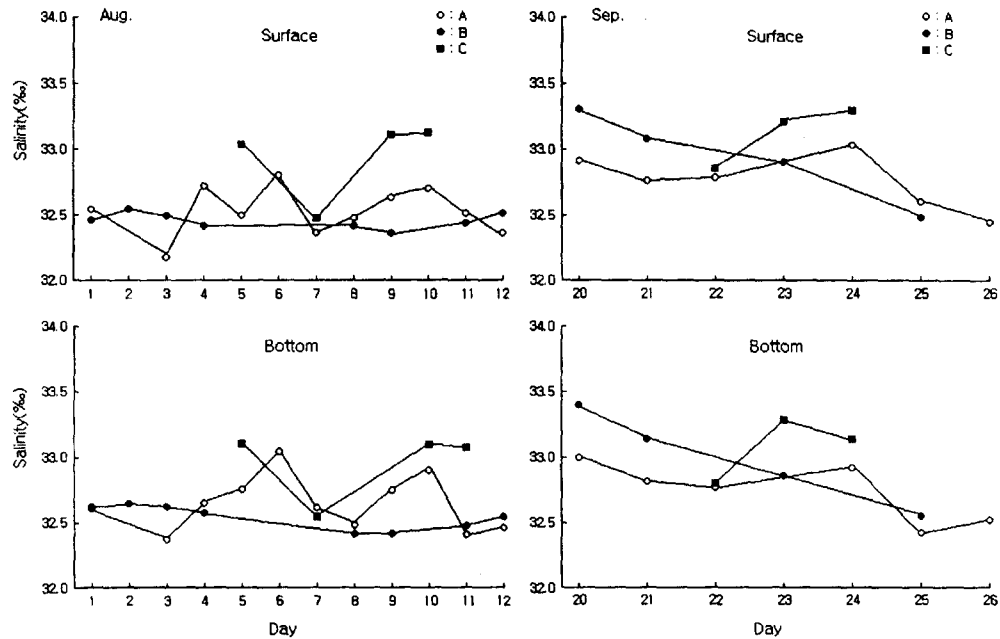 Aug.
Surface
○ : A
● : B
■ : C
Salinity(‰)
34.0
33.5
33.0
32.5
32.0
1 2 3 4 5 6 7 8 9 10 11 12
Sep.
Surface
○ : A
● : B
■ : C
34.0
33.5
33.0
32.5
32.0
20 21 22 23 24 25 26
Bottom
Salinity(‰)
34.0
33.5
33.0
32.5
32.0
1 2 3 4 5 6 7 8 9 10 11 12
Day
Bottom
34.0
33.5
33.0
32.5
32.0
20 21 22 23 24 25 26
Day